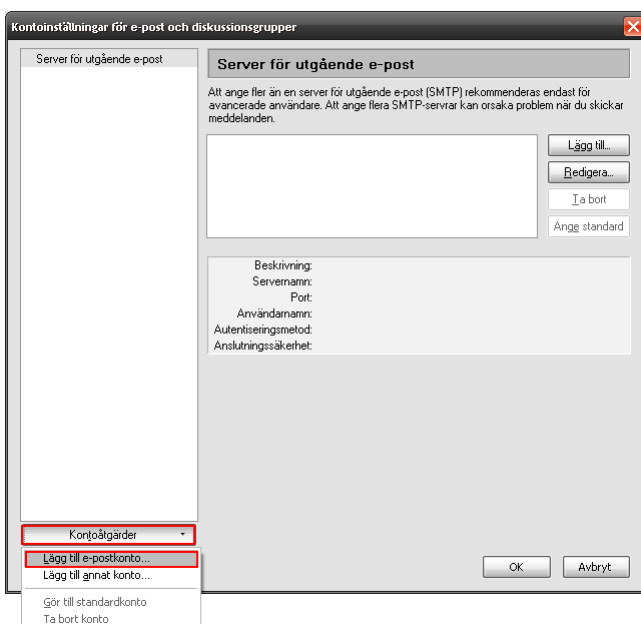 Kontoinställningar för e-post och diskussionsgrupper
Server för utgående e-post
Server för utgående e-post
Att ange fler än en server för utgående e-post (SMTP) rekommenderas endast för
avancerade användare. Att ange flera SMTP-servrar kan orsaka problem när du skickar
meddelanden.
Lägg till...
Redigera...
Ta bort
Ange standard
Beskrivning:
Servernamn:
Port:
Användarnamn:
Autentiseringsmetod:
Anslutningssäkerhet:
Kontoåtgärder
Lägg till e-postkonto...
Lägg till annat konto...
Gör till standardkonto
Ta bort konto
OK
Avbryt